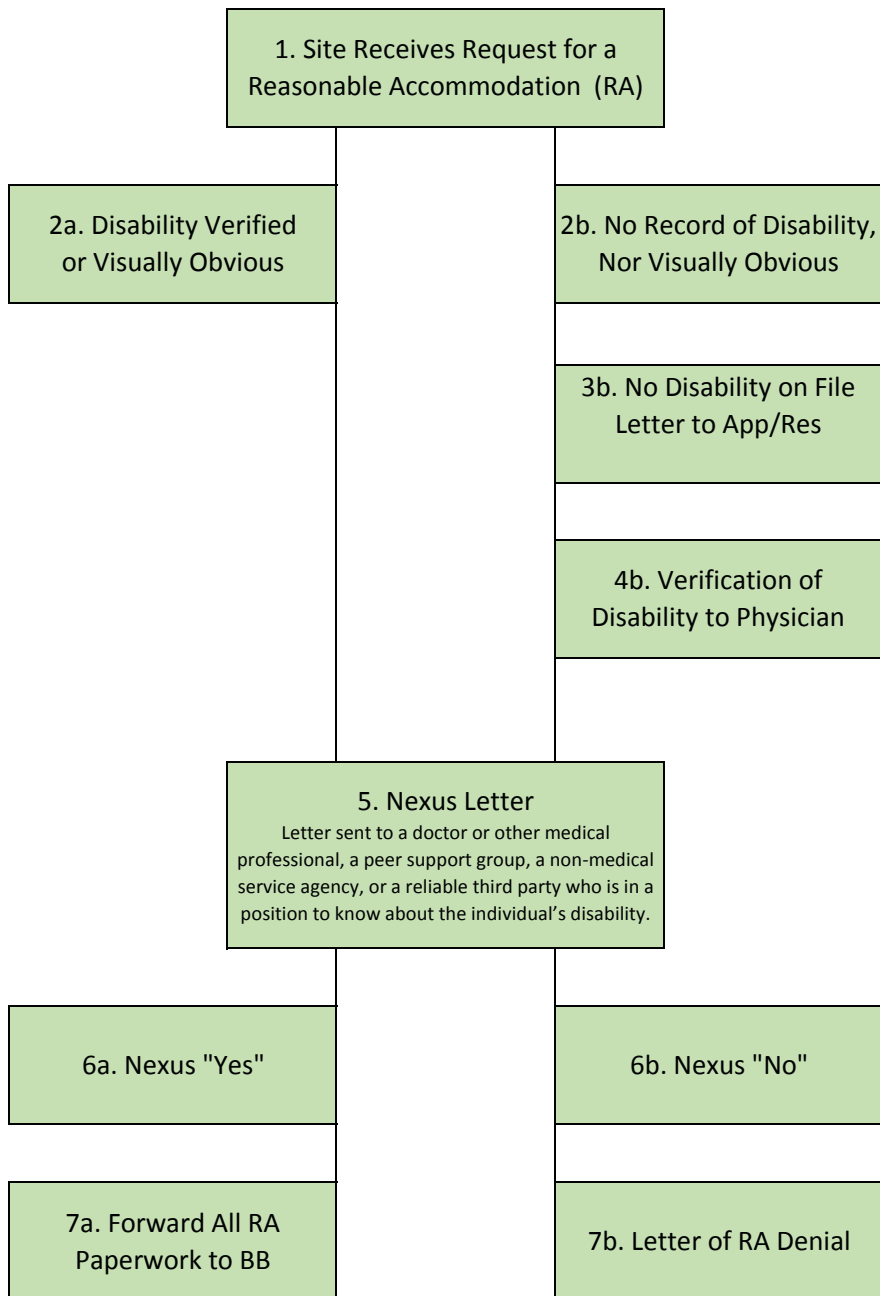 1. Site Receives Request for a
Reasonable Accommodation (RA)
2a. Disability Verified
or Visually Obvious
2b. No Record of Disability,
Nor Visually Obvious
3b. No Disability on File
Letter to App/Res
4b. Verification of
Disability to Physician
5. Nexus Letter
Letter sent to a doctor or other medical
professional, a peer support group, a non-medical
service agency, or a reliable third party who is in a
position to know about the individual’s disability.
6a. Nexus "Yes"
6b. Nexus "No"
7a. Forward All RA
Paperwork to BB
7b. Letter of RA Denial